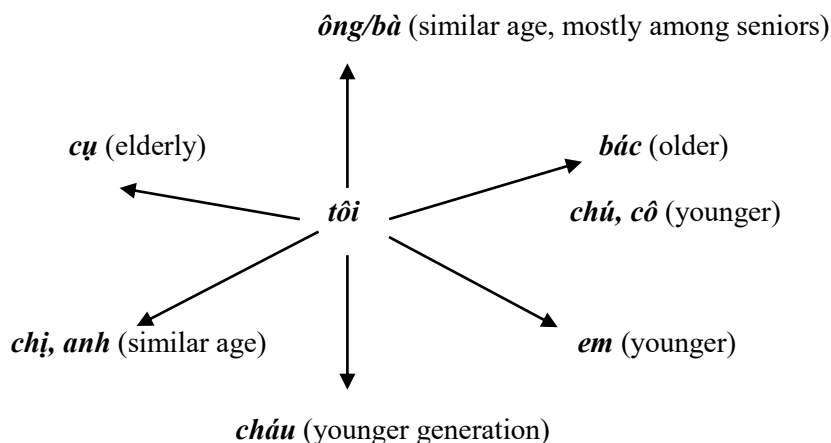 ông/bà (similar age, mostly among seniors)
cụ (elderly)
bác (older)
tôi
chú, cô (younger)
chị, anh (similar age)
em (younger)
cháu (younger generation)